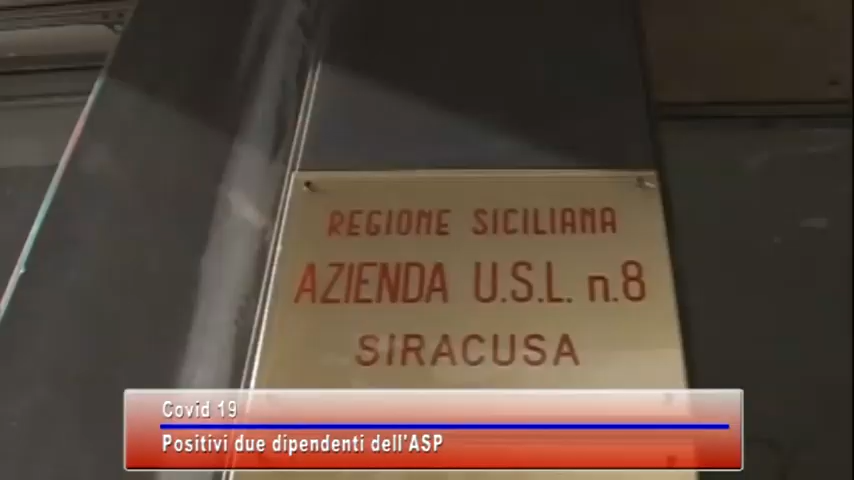 REGIONE SICILIANA
AZIENDA U.S.L. n.8
SIRACUSA
Covid 19
Positivi due dipendenti dell'ASP